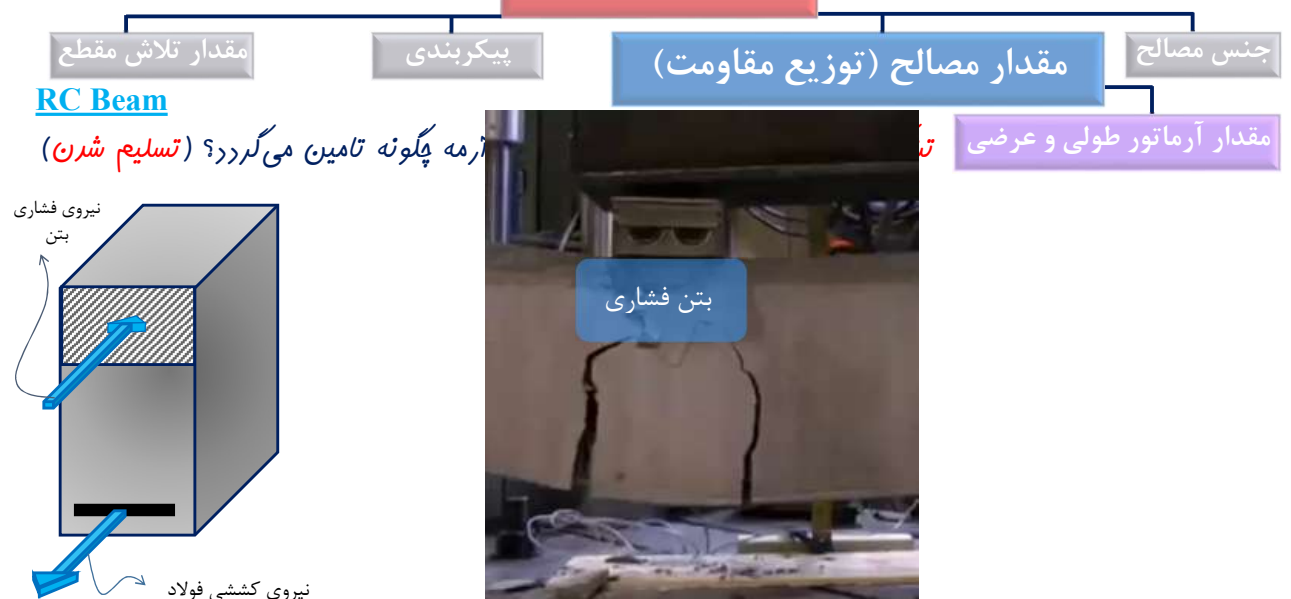 جنس مصالح
مقدار مصالح (توزیع مقاومت)
پیکربندی
مقدار تلاش مقطع
مقدار آرماتور طولی و عرضی
RC Beam
آرمه چگونه تامین می‌گردد؟ (تسلیم شدن)
نیروی فشاری
بتن
بتن فشاری
نیروی کششی فولاد